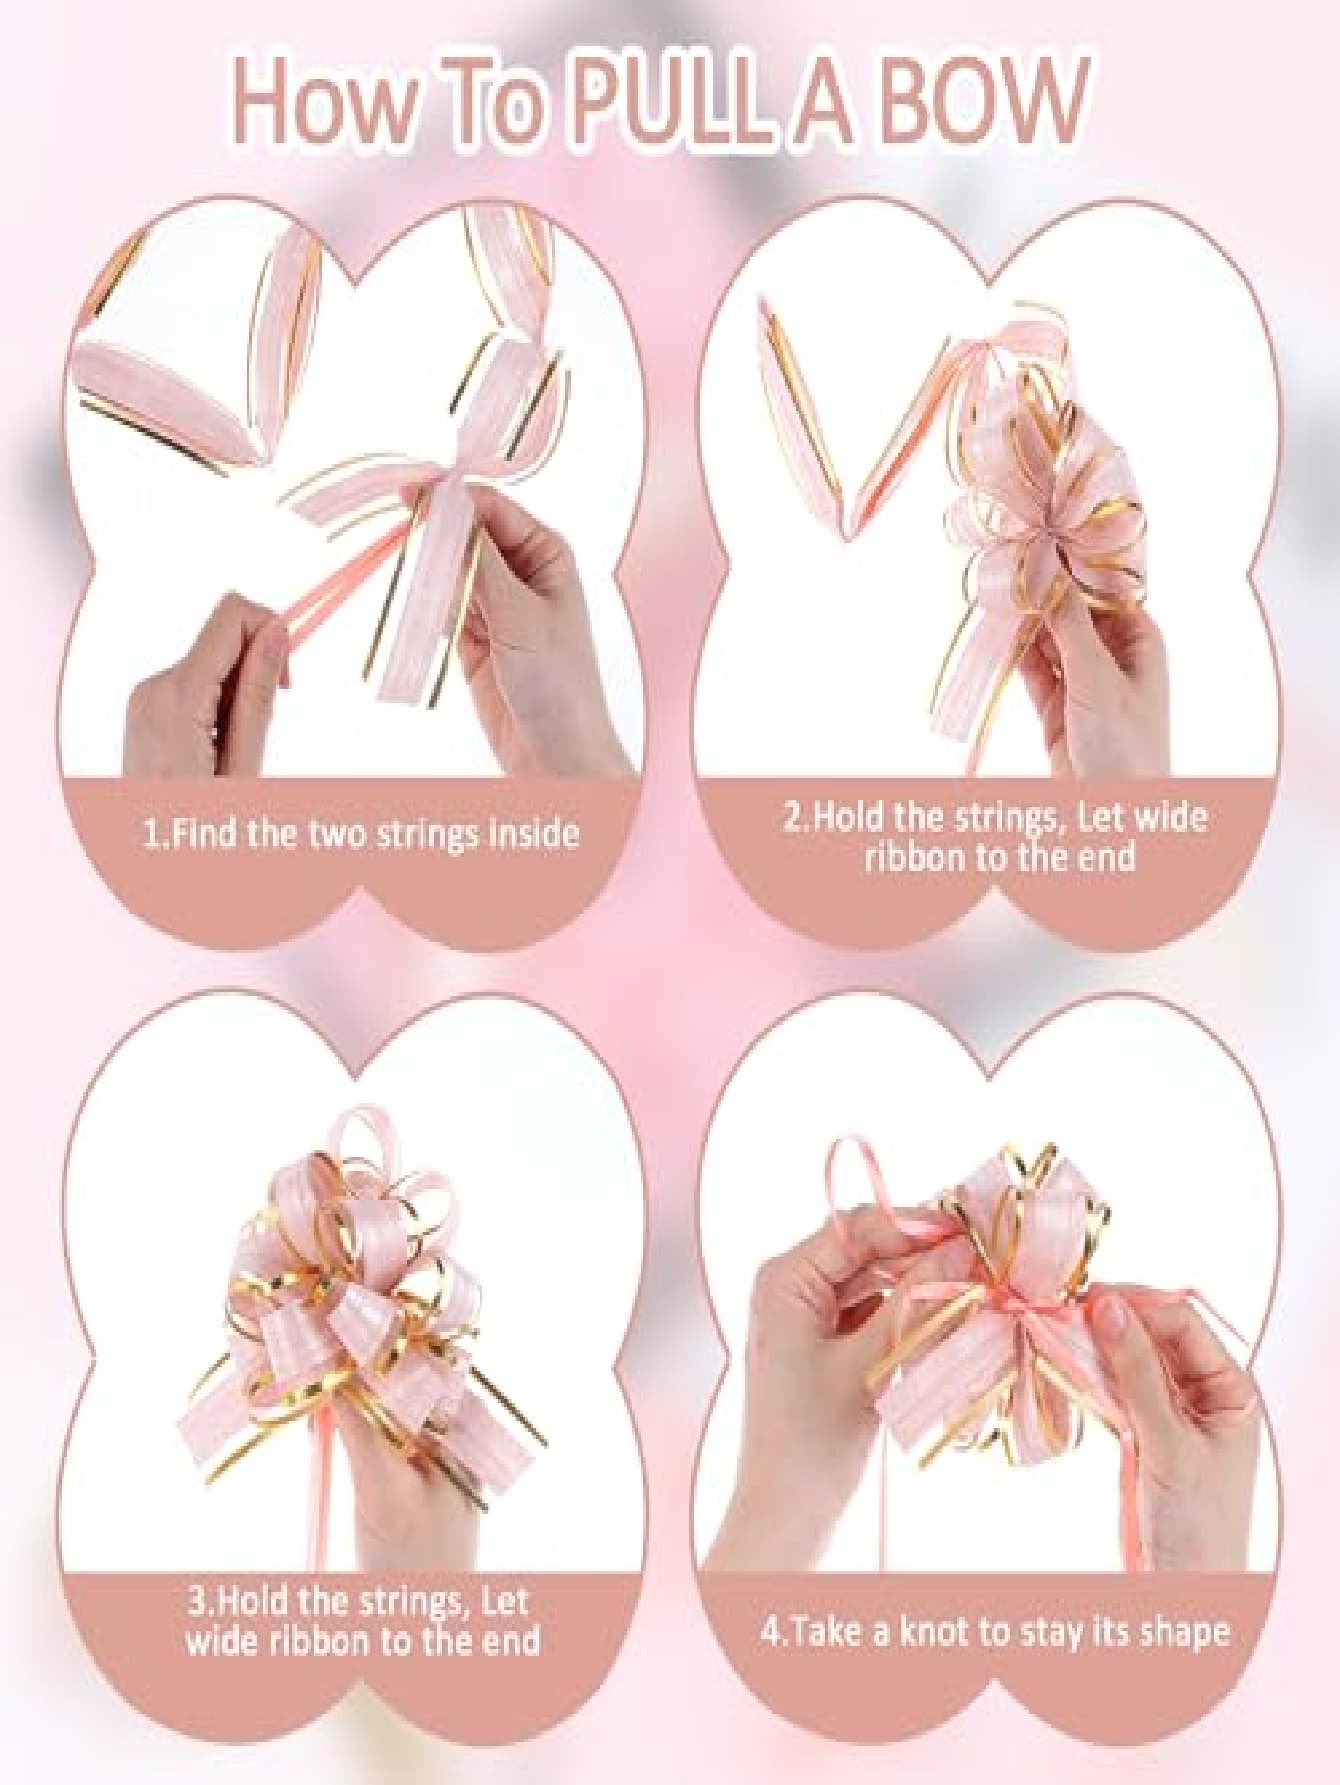 How To PULL A BOW
1.Find the two strings inside
2.Hold the strings, Let wide
ribbon to the end
3.Hold the strings, Let
wide ribbon to the end
4.Take a knot to stay its shape